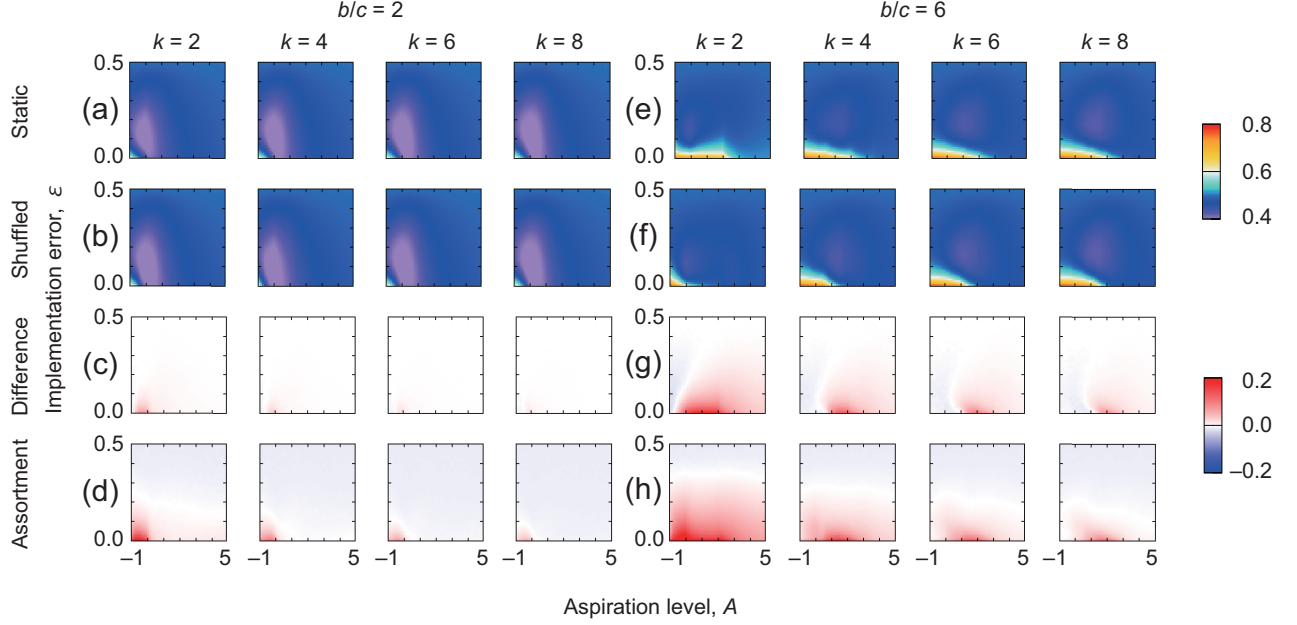 b/c = 2
b/c = 6
k = 2
k = 4
k = 6
k = 8
k = 2
k = 4
k = 6
k = 8
Static
0.5
(a)
0.0
0.5
(e)
0.0
0.8
0.6
0.4
Shuffled
0.5
(b)
0.0
0.5
(f)
0.0
Implementation error, ε
Difference
0.5
(c)
0.0
0.5
(g)
0.0
0.2
0.0
–0.2
Assortment
0.5
(d)
0.0
0.5
(h)
0.0
–1
5
–1
5
–1
5
–1
5
–1
5
–1
5
–1
5
–1
5
Aspiration level, A